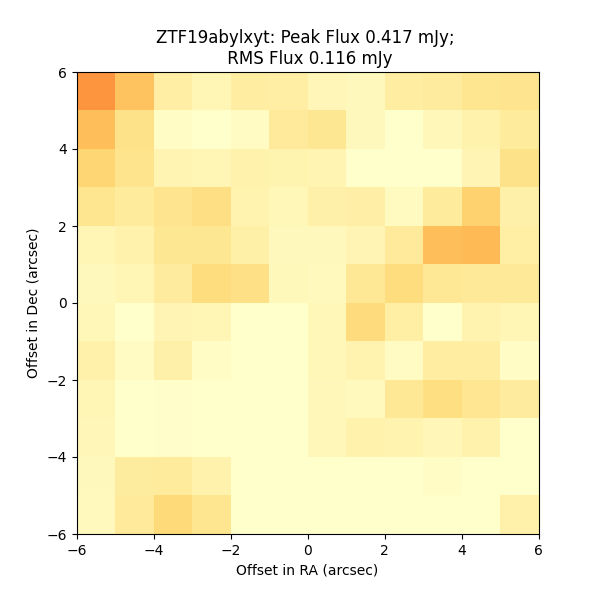 ZTF19abylxyt: Peak Flux 0.417 mJy;
RMS Flux 0.116 mJy
6
4
2
0
−2
−4
−6
Offset in Dec (arcsec)
−6 −4 −2 0 2 4 6
Offset in RA (arcsec)